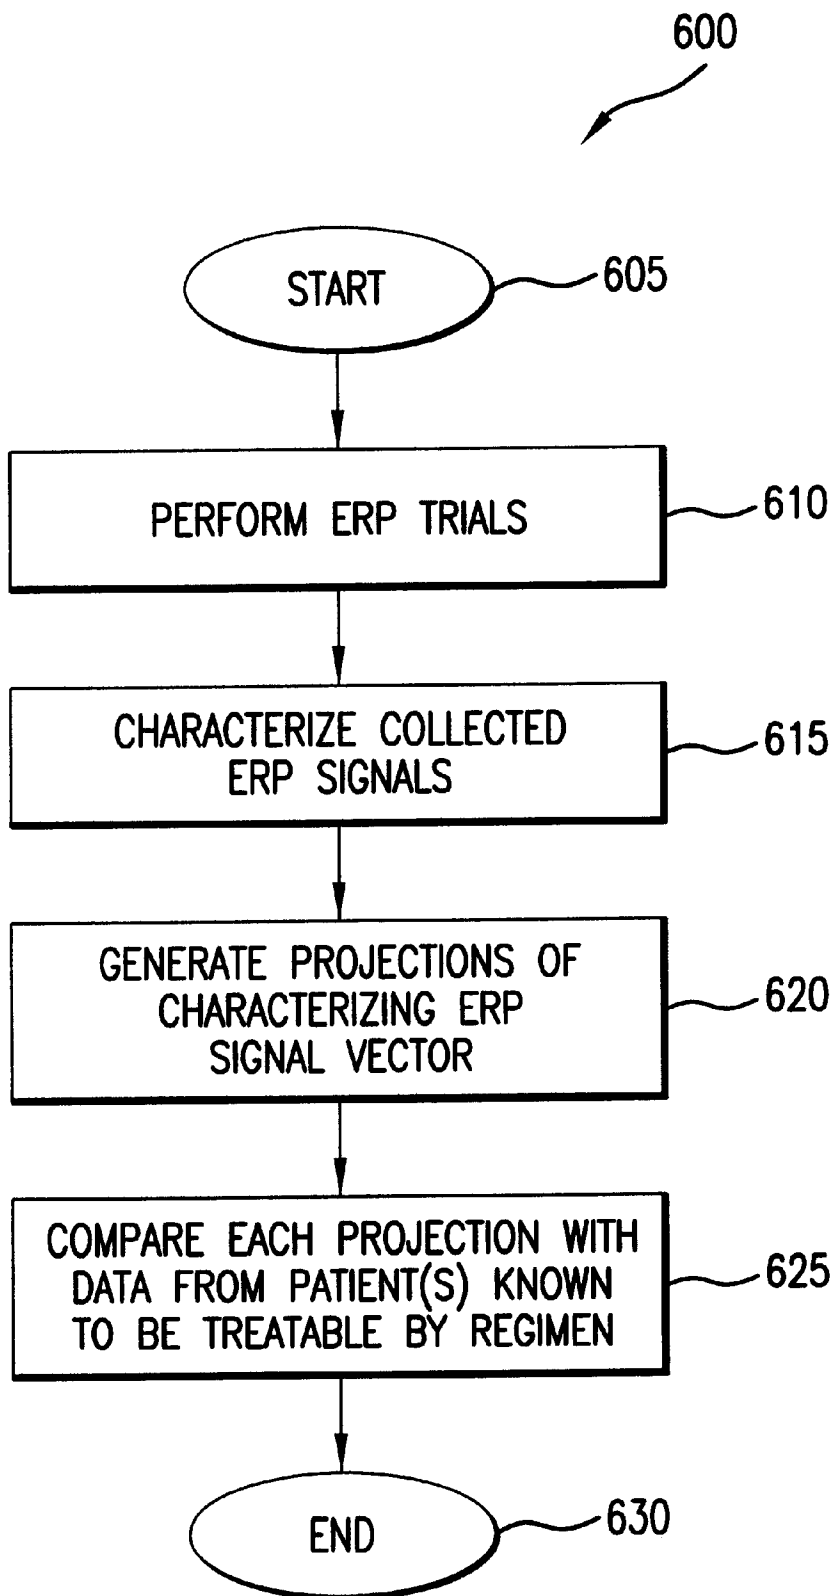 600
START
605
PERFORM ERP TRIALS
610
CHARACTERIZE COLLECTED
ERP SIGNALS
615
GENERATE PROJECTIONS OF
CHARACTERIZING ERP
SIGNAL VECTOR
620
COMPARE EACH PROJECTION WITH
DATA FROM PATIENT(S) KNOWN
TO BE TREATABLE BY REGIMEN
625
END
630